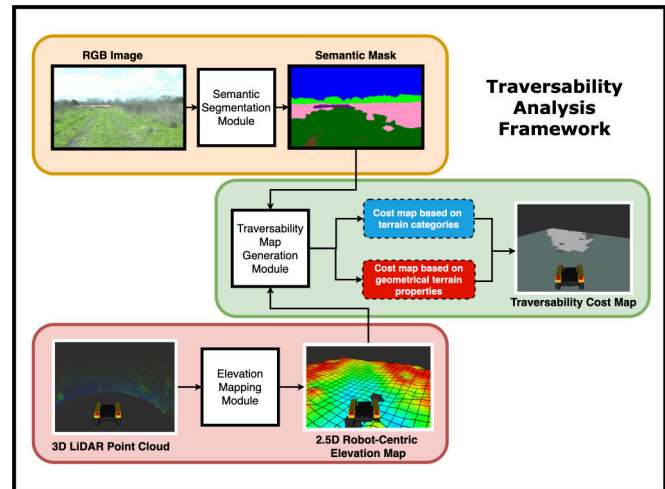 RGB Image
Semantic Mask
Semantic
Segmentation
Module
Traversability
Analysis
Framework
Traversability
Map
Generation
Module
Cost map based on
terrain categories
Cost map based on
geometrical terrain
properties
Traversability Cost Map
Elevation
Mapping
Module
3D LiDAR Point Cloud
2.5D Robot-Centric
Elevation Map